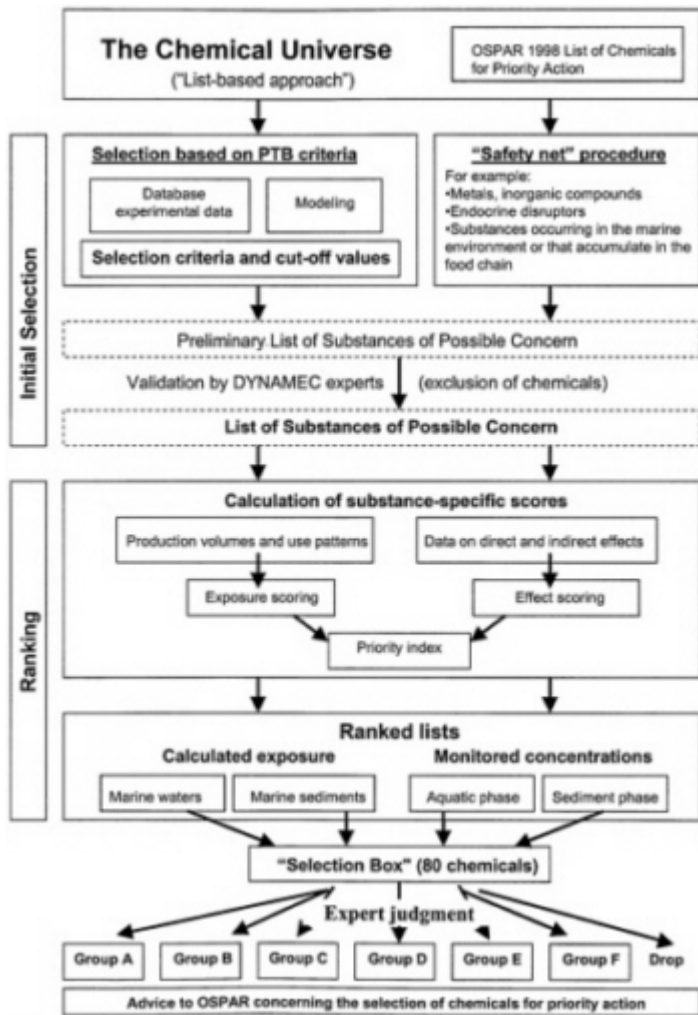 The Chemical Universe
("List-based approach")
OSPAR 1998 List of Chemicals
for Priority Action
Initial Selection
Selection based on PTB criteria
Database
experimental data
Modeling
Selection criteria and cut-off values
"Safety net" procedure
For example:
•Metals, inorganic compounds
•Endocrine disruptors
•Substances occurring in the marine
environment or that accumulate in the
food chain
Preliminary List of Substances of Possible Concern
Validation by DYNAMEC experts (exclusion of chemicals)
List of Substances of Possible Concern
Ranking
Calculation of substance-specific scores
Production volumes and use patterns
Data on direct and indirect effects
Exposure scoring
Effect scoring
Priority index
Ranked lists
Calculated exposure
Monitored concentrations
Marine waters
Marine sediments
Aquatic phase
Sediment phase
"Selection Box" (80 chemicals)
Expert judgment
Group A
Group B
Group C
Group D
Group E
Group F
Drop
Advice to OSPAR concerning the selection of chemicals for priority action